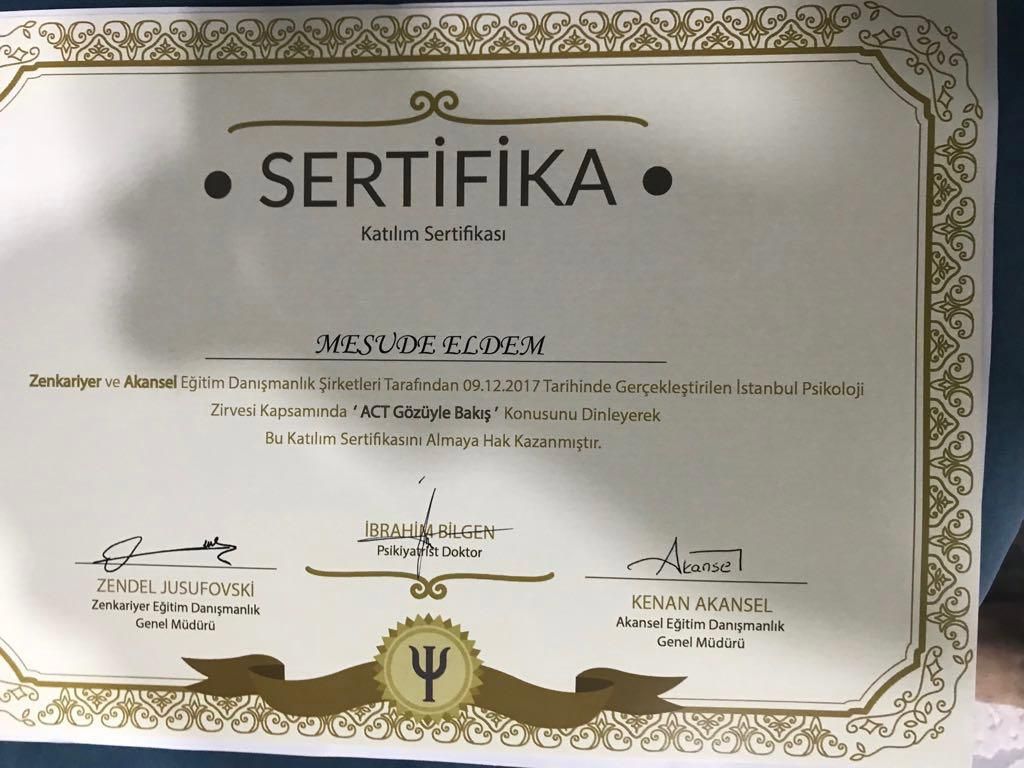 • SERTİFİKA •
Katılım Sertifikası
MESUDE ELDEM
Zenkariyer ve Akansel Eğitim Danışmanlık Şirketleri Tarafından 09.12.2017 Tarihinde Gerçekleştirilen İstanbul Psikoloji
Zirvesi Kapsamında ' ACT Gözüyle Bakış ' Konusunu Dinleyerek
Bu Katılım Sertifikasını Almaya Hak Kazanmıştır.
İBRAHİM BİLGEN
Psikiyatrist Doktor
ZENDEL JUSUFOVSKİ
Zenkariyer Eğitim Danışmanlık
Genel Müdürü
Akansel
KENAN AKANSEL
Akansel Eğitim Danışmanlık
Genel Müdürü
Ψ